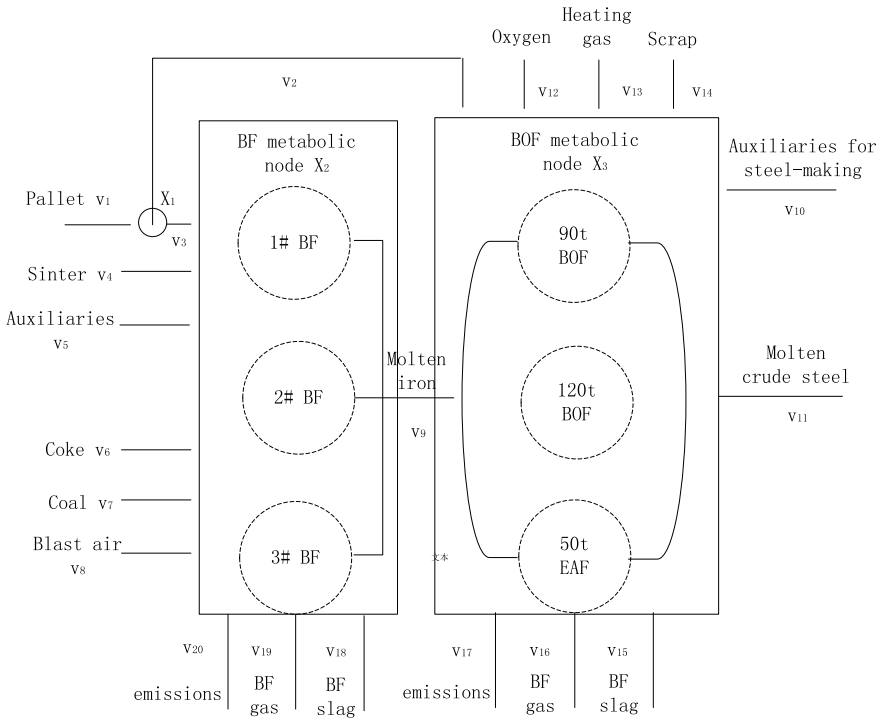 Heating
gas
Oxygen
Scrap
V2
V12
V13
V14
BF metabolic
node X2
BOF metabolic
node X3
Auxiliaries for
steel-making
V10
Pallet V1
X1
V3
1# BF
90t
BOF
Sinter V4
Auxiliaries
V5
Molten
iron
Molten
crude steel
2# BF
120t
BOF
V9
V11
Coke V6
Coal V7
Blast air
V8
3# BF
文本
50t
EAF
V20
V19
V18
V17
V16
V15
emissions
BF
gas
BF
slag
emissions
BF
gas
BF
slag